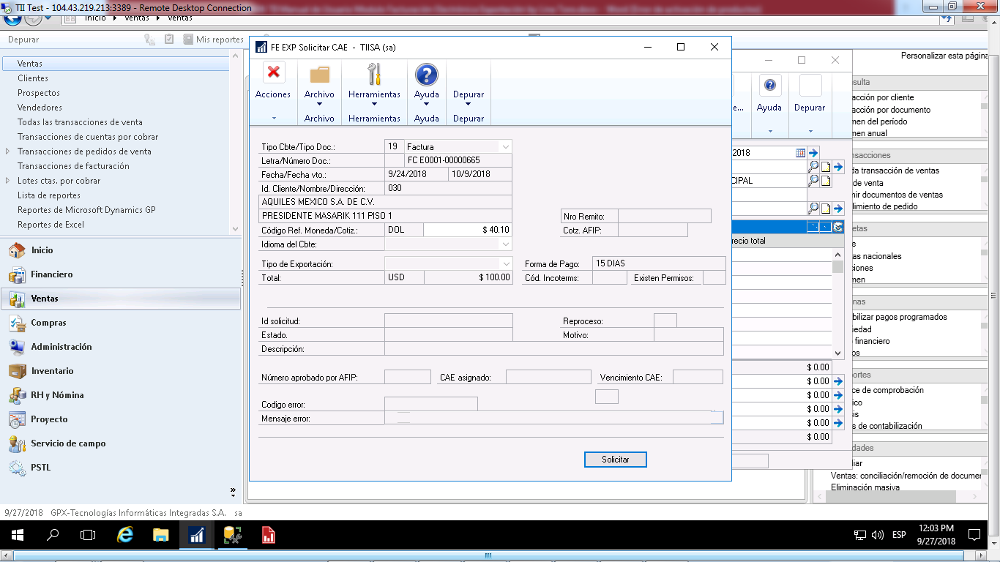 TII Test - 104.43.219.213:3389 - Remote Desktop Connection
Inicio Ventas Ventas
Depurar Mis reportes
Ventas
Clientes
Prospectos
Vendedores
Todas las transacciones de venta
Transacciones de cuentas por cobrar
Transacciones de pedidos de venta
Transacciones de facturación
Lotes ctas. por cobrar
Lista de reportes
Reportes de Microsoft Dynamics GP
Reportes de Excel
Inicio
Financiero
Ventas
Compras
Administración
Inventario
RH y Nómina
Proyecto
Servicio de campo
PSTL
FE EXP Solicitar CAE - TIISA (sa)
Acciones Archivo Herramientas Ayuda Depurar
Archivo Herramientas Ayuda Depurar
Tipo Cbte/Tipo Doc.: 19 Factura
Letra/Número Doc.: FC E0001-00000665
Fecha/Fecha vto.: 9/24/2018 10/9/2018
Id. Cliente/Nombre/Dirección: 030
AQUILES MEXICO S.A. DE C.V.
PRESIDENTE MASARIK 111 PISO 1
Nro Remito:
Código Ref. Moneda/Cotiz.: DOL $ 40.10 Cotz. AFIP:
Idioma del Cbte:
Tipo de Exportación: Forma de Pago: 15 DIAS
Total: USD $ 100.00 Cód. Incoterms: Existen Permisos:
Id solicitud: Reproceso:
Estado. Motivo:
Descripción:
Número aprobado por AFIP: CAE asignado: Vencimiento CAE:
Codigo error:
Mensaje error:
Solicitar
e... Ayuda Depurar
2018
CIPAL
recio total
$ 0.00
$ 0.00
$ 0.00
$ 0.00
$ 0.00
$ 0.00
Personalizar esta página
sulta
acción por cliente
acción por documento
men del período
men anual
sacciones
da transacción de ventas
de venta
nir documentos de ventas
limiento de pedido
etas
e
as nacionales
ciones
men
nas
bilizar pagos programados
iedad
o financiero
os
ortes
ce de comprobación
ico
is
s de contabilización
dades
liar
Ventas: conciliación/remoción de documer
Eliminación masiva
9/27/2018 GPX-Tecnologías Informáticas Integradas S.A. sa
ESP
12:03 PM
9/27/2018